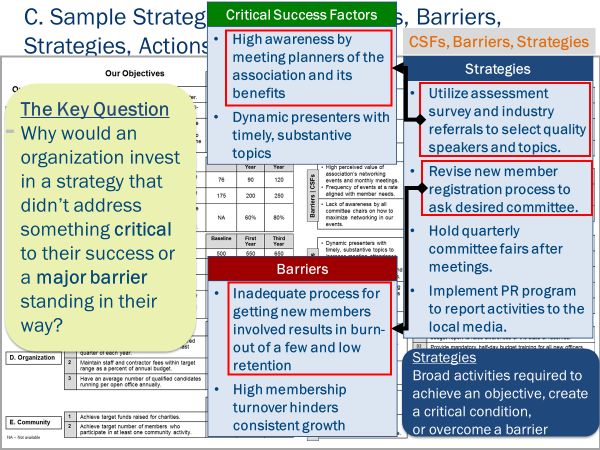 C. Sample Strateg
s, Barriers,
Strategies, Actions
Critical Success Factors
• High awareness by
meeting planners of the
association and its
benefits
• Dynamic presenters with
timely, substantive
topics
CSFs, Barriers, Strategies
Strategies
• Utilize assessment
survey and industry
referrals to select quality
speakers and topics.
• Revise new member
registration process to
ask desired committee.
• Hold quarterly
committee fairs after
meetings.
• Implement PR program
to report activities to the
local media.
Our Objectives
The Key Question
Why would an
organization invest
in a strategy that
didn't address
something critical
to their success or
a major barrier
standing in their
way?
Year Year
76 90 120
175 200 250
NA 60% 80%
Baseline First Year Third Year
500 550 650
Barriers | CSFs
• High perceived value of
association's networking
events and monthly meetings.
• Frequency of events at a rate
aligned with member needs.
• Lack of awareness by all
committee chairs on how to
maximize networking in our
events.
• Dynamic presenters with
timely, substantive topics to
Barriers
• Inadequate process for
getting new members
involved results in burn-
out of a few and low
retention
• High membership
turnover hinders
consistent growth
quarter of each year.
D. Organization
2 Maintain staff and contractor fees within target
range as a percent of annual budget.
3 Have an average number of qualified candidates
running per open office annually.
E. Community
1 Achieve target funds raised for charities.
2 Achieve target number of members who
participate in at least one community activity.
NA – Not available
Provide mandatory half-day budget training for all new officers.
Strategies
Broad activities required to
achieve an objective, create
a critical condition,
or overcome a barrier